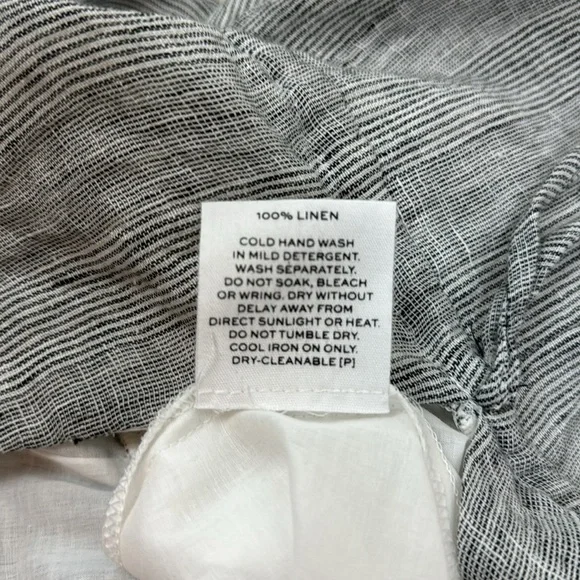 100% LINEN
COLD HAND WASH
IN MILD DETERGENT.
WASH SEPARATELY.
DO NOT SOAK, BLEACH
OR WRING. DRY WITHOUT
DELAY AWAY FROM
DIRECT SUNLIGHT OR HEAT.
DO NOT TUMBLE DRY.
COOL IRON ON ONLY.
DRY-CLEANABLE [P]